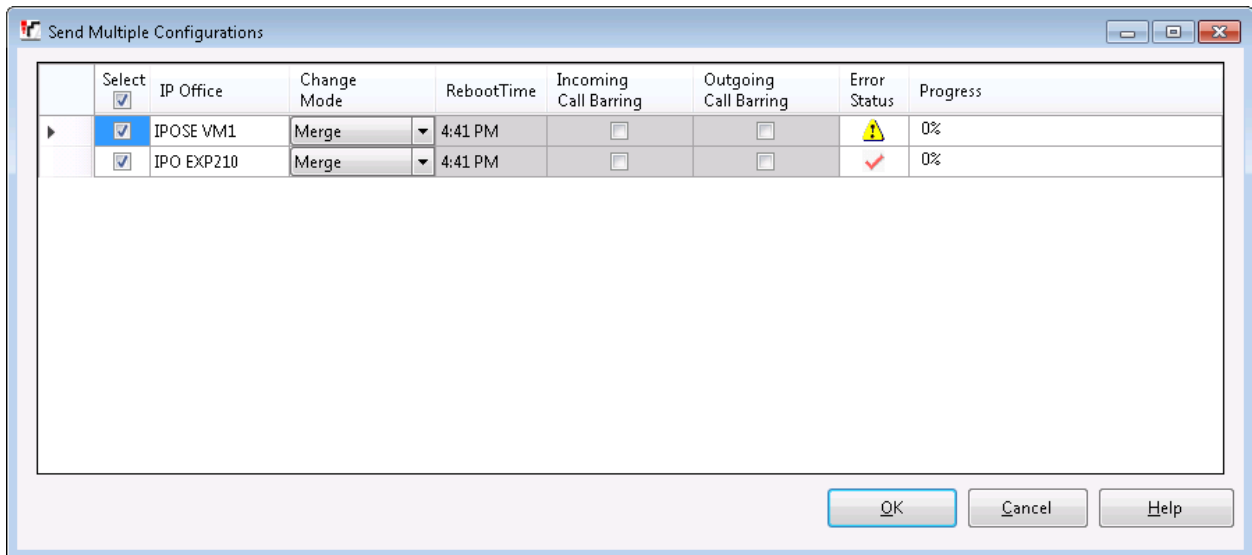 Send Multiple Configurations
Select IP Office Change Mode RebootTime Incoming Call Barring Outgoing Call Barring Error Status Progress
IPOSE VM1 Merge 4:41 PM 0%
IPO EXP210 Merge 4:41 PM 0%
OK Cancel Help